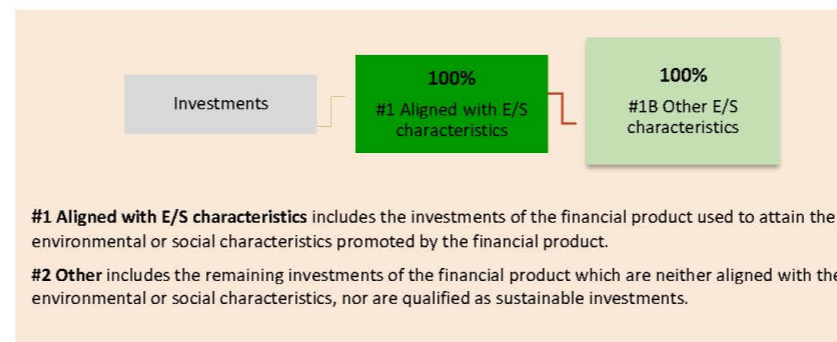 Investments
100%
#1 Aligned with E/S
characteristics
100%
#1B Other E/S
characteristics
#1 Aligned with E/S characteristics includes the investments of the financial product used to attain the
environmental or social characteristics promoted by the financial product.
#2 Other includes the remaining investments of the financial product which are neither aligned with the
environmental or social characteristics, nor are qualified as sustainable investments.